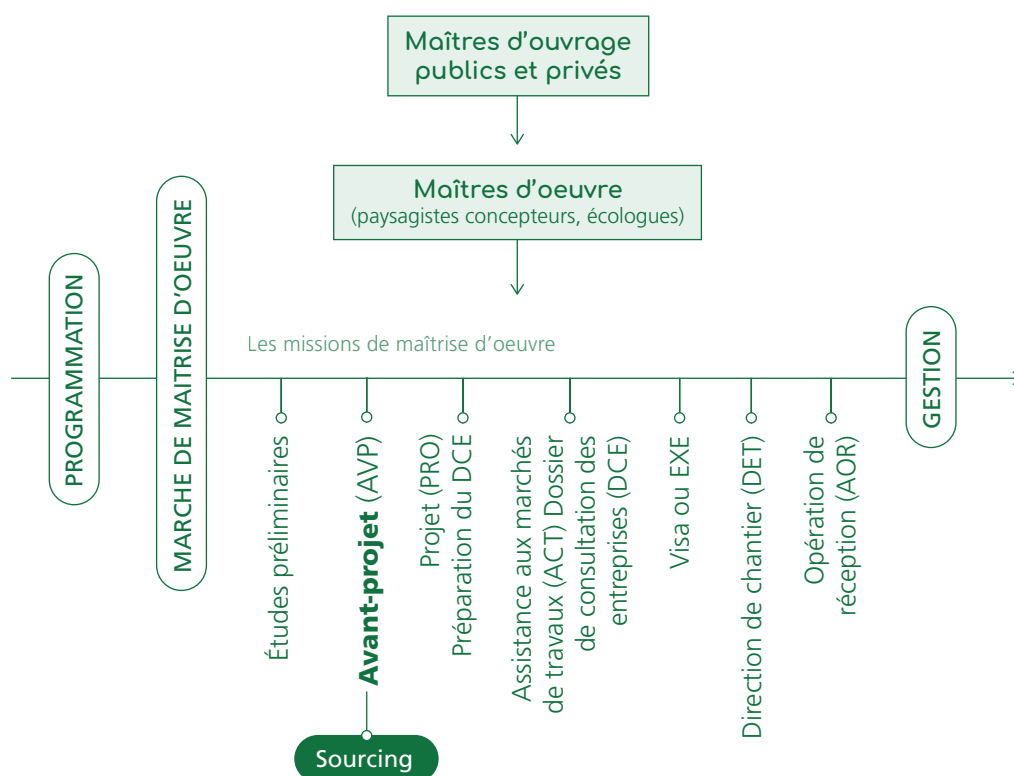 Maîtres d'ouvrage
publics et privés
Maîtres d'oeuvre
(paysagistes concepteurs, écologues)
PROGRAMMATION
MARCHE DE MAITRISE D'OEUVRE
Les missions de maîtrise d'oeuvre
GESTION
Études préliminaires
Avant-projet (AVP)
Projet (PRO)
Préparation du DCE
Assistance aux marchés
de travaux (ACT) Dossier
de consultation des
entreprises (DCE)
Visa ou EXE
Direction de chantier (DET)
Opération de
réception (AOR)
Sourcing